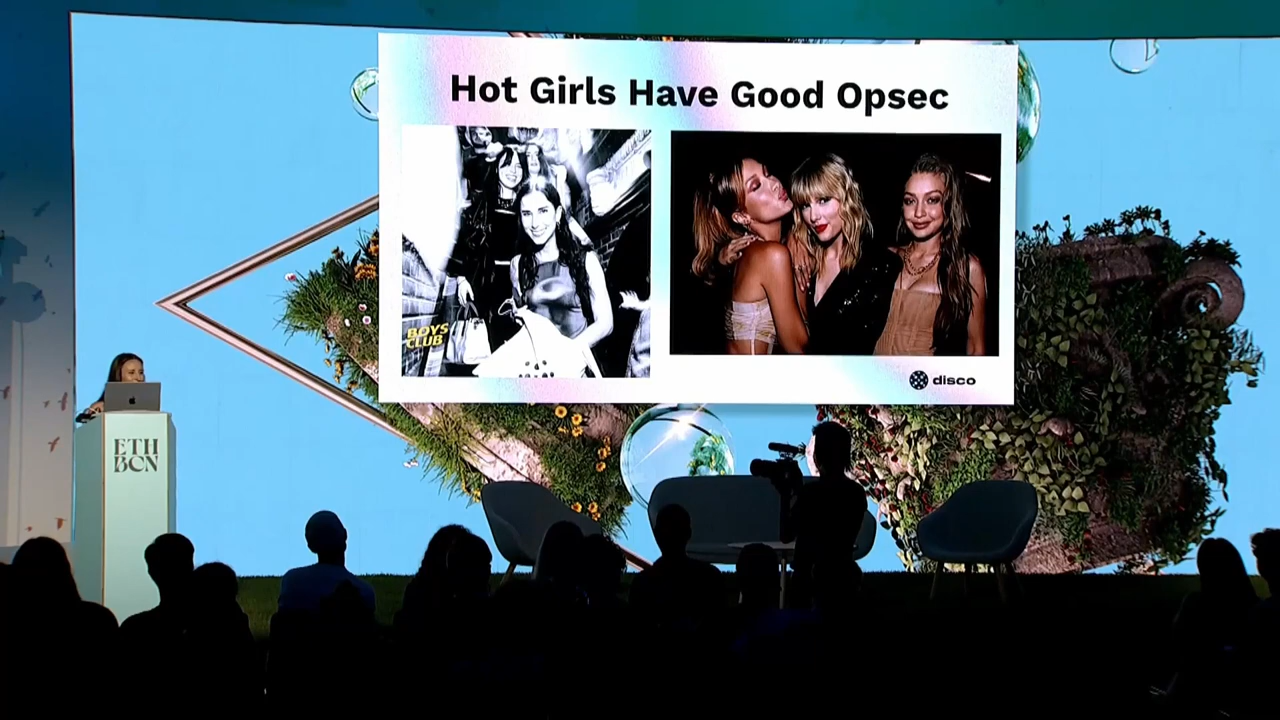 Hot Girls Have Good Opsec
BOYS
CLUB
disco
ETH
BCN